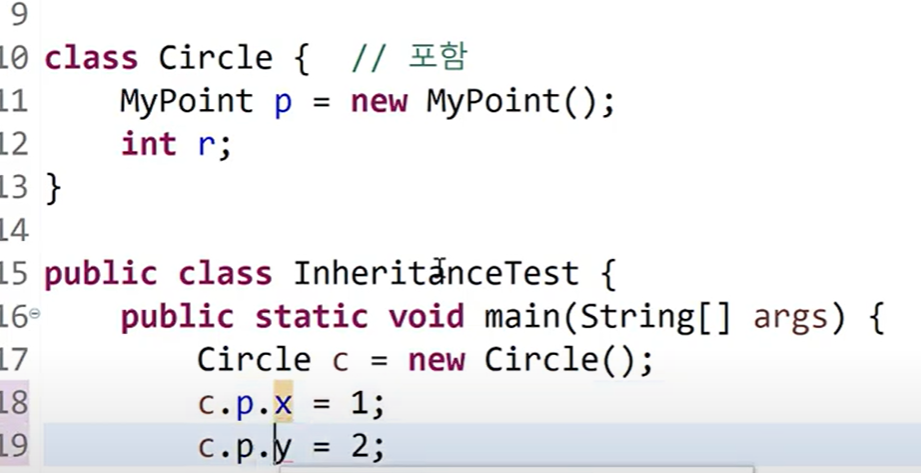 9
10 class Circle {  // 포함
11     MyPoint p = new MyPoint();
12     int r;
13 }
14
15 public class InheritanceTest {
16     public static void main(String[] args) {
17         Circle c = new Circle();
18         c.p.x = 1;
19         c.p.y = 2;